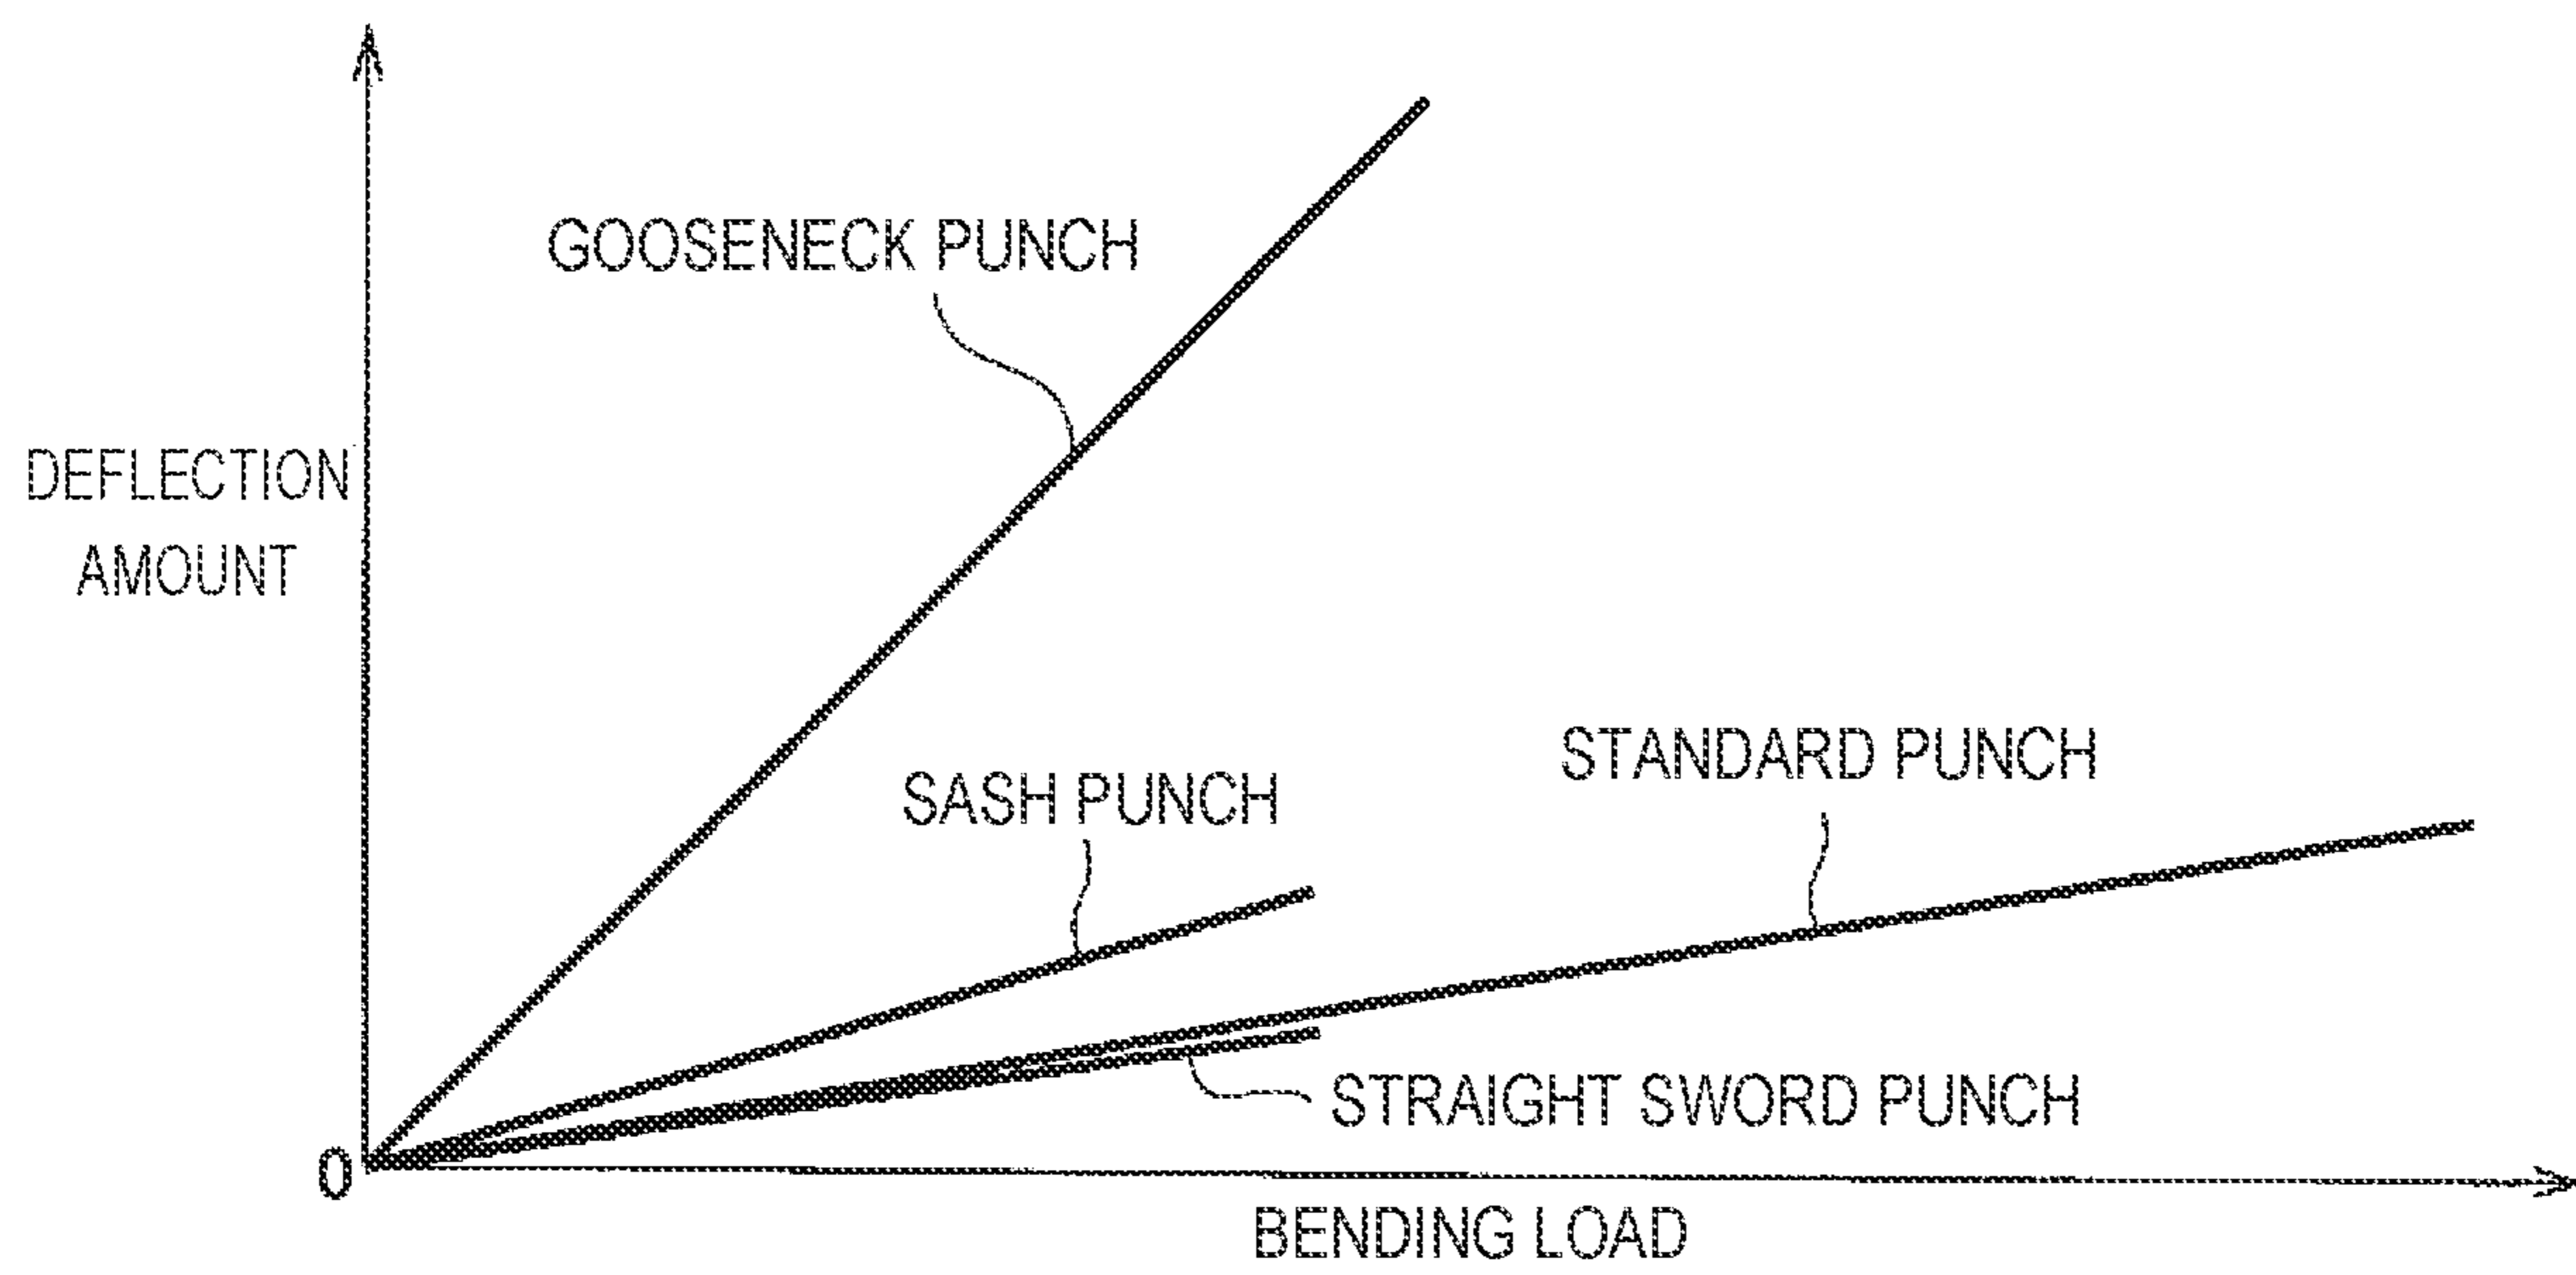 GOOSENECK PUNCH
DEFLECTION
AMOUNT
STANDARD PUNCH
SASH PUNCH
STRAIGHT SWORD PUNCH
0
BENDING LOAD